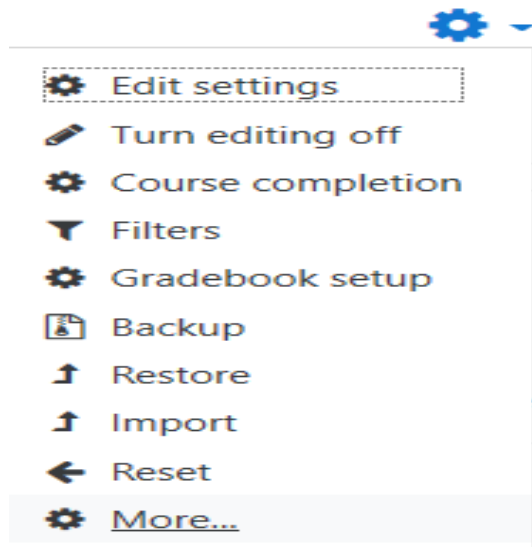 Edit settings
Turn editing off
Course completion
Filters
Gradebook setup
Backup
Restore
Import
Reset
More...